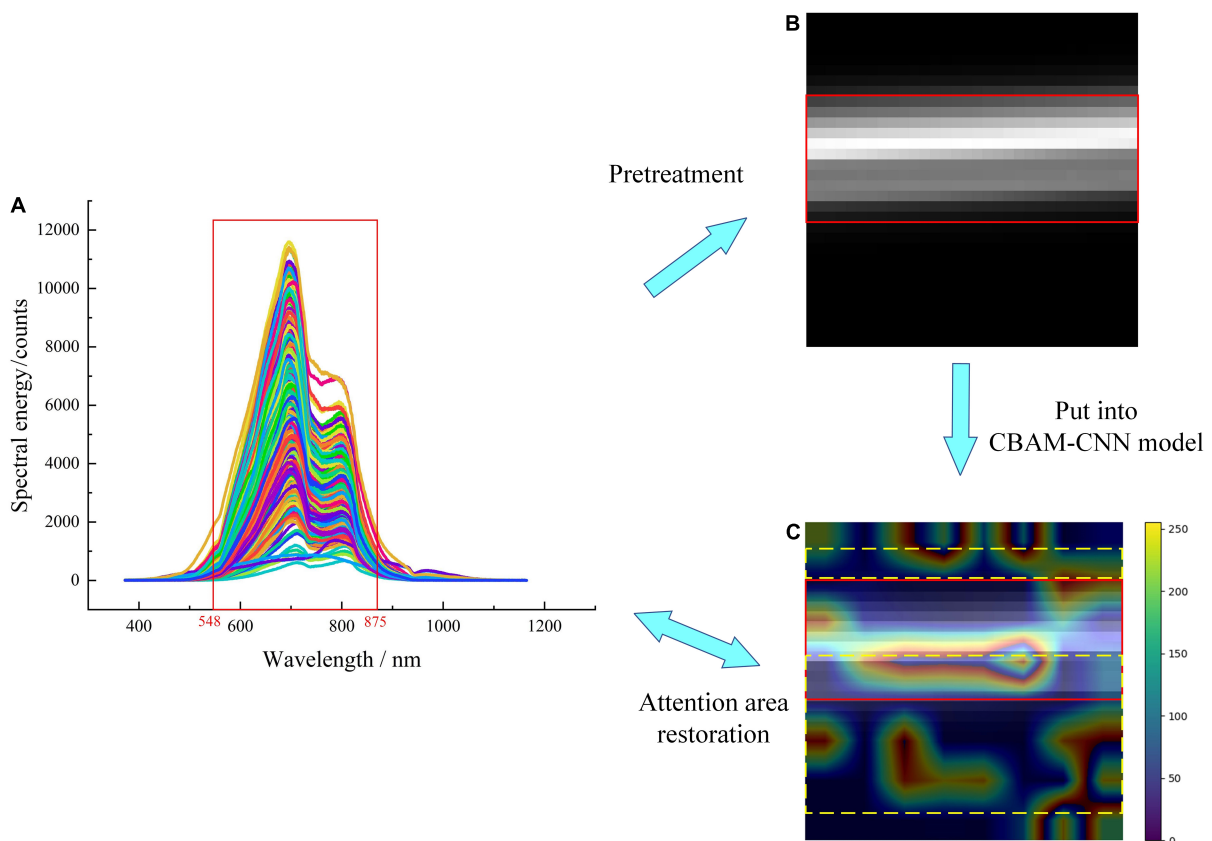 A
12000
10000
8000
6000
4000
2000
0
Spectral energy/counts
400
548
600
800
875
1000
1200
Wavelength / nm
Pretreatment
B
Put into
CBAM-CNN model
Attention area
restoration
C
250
200
150
100
50
0